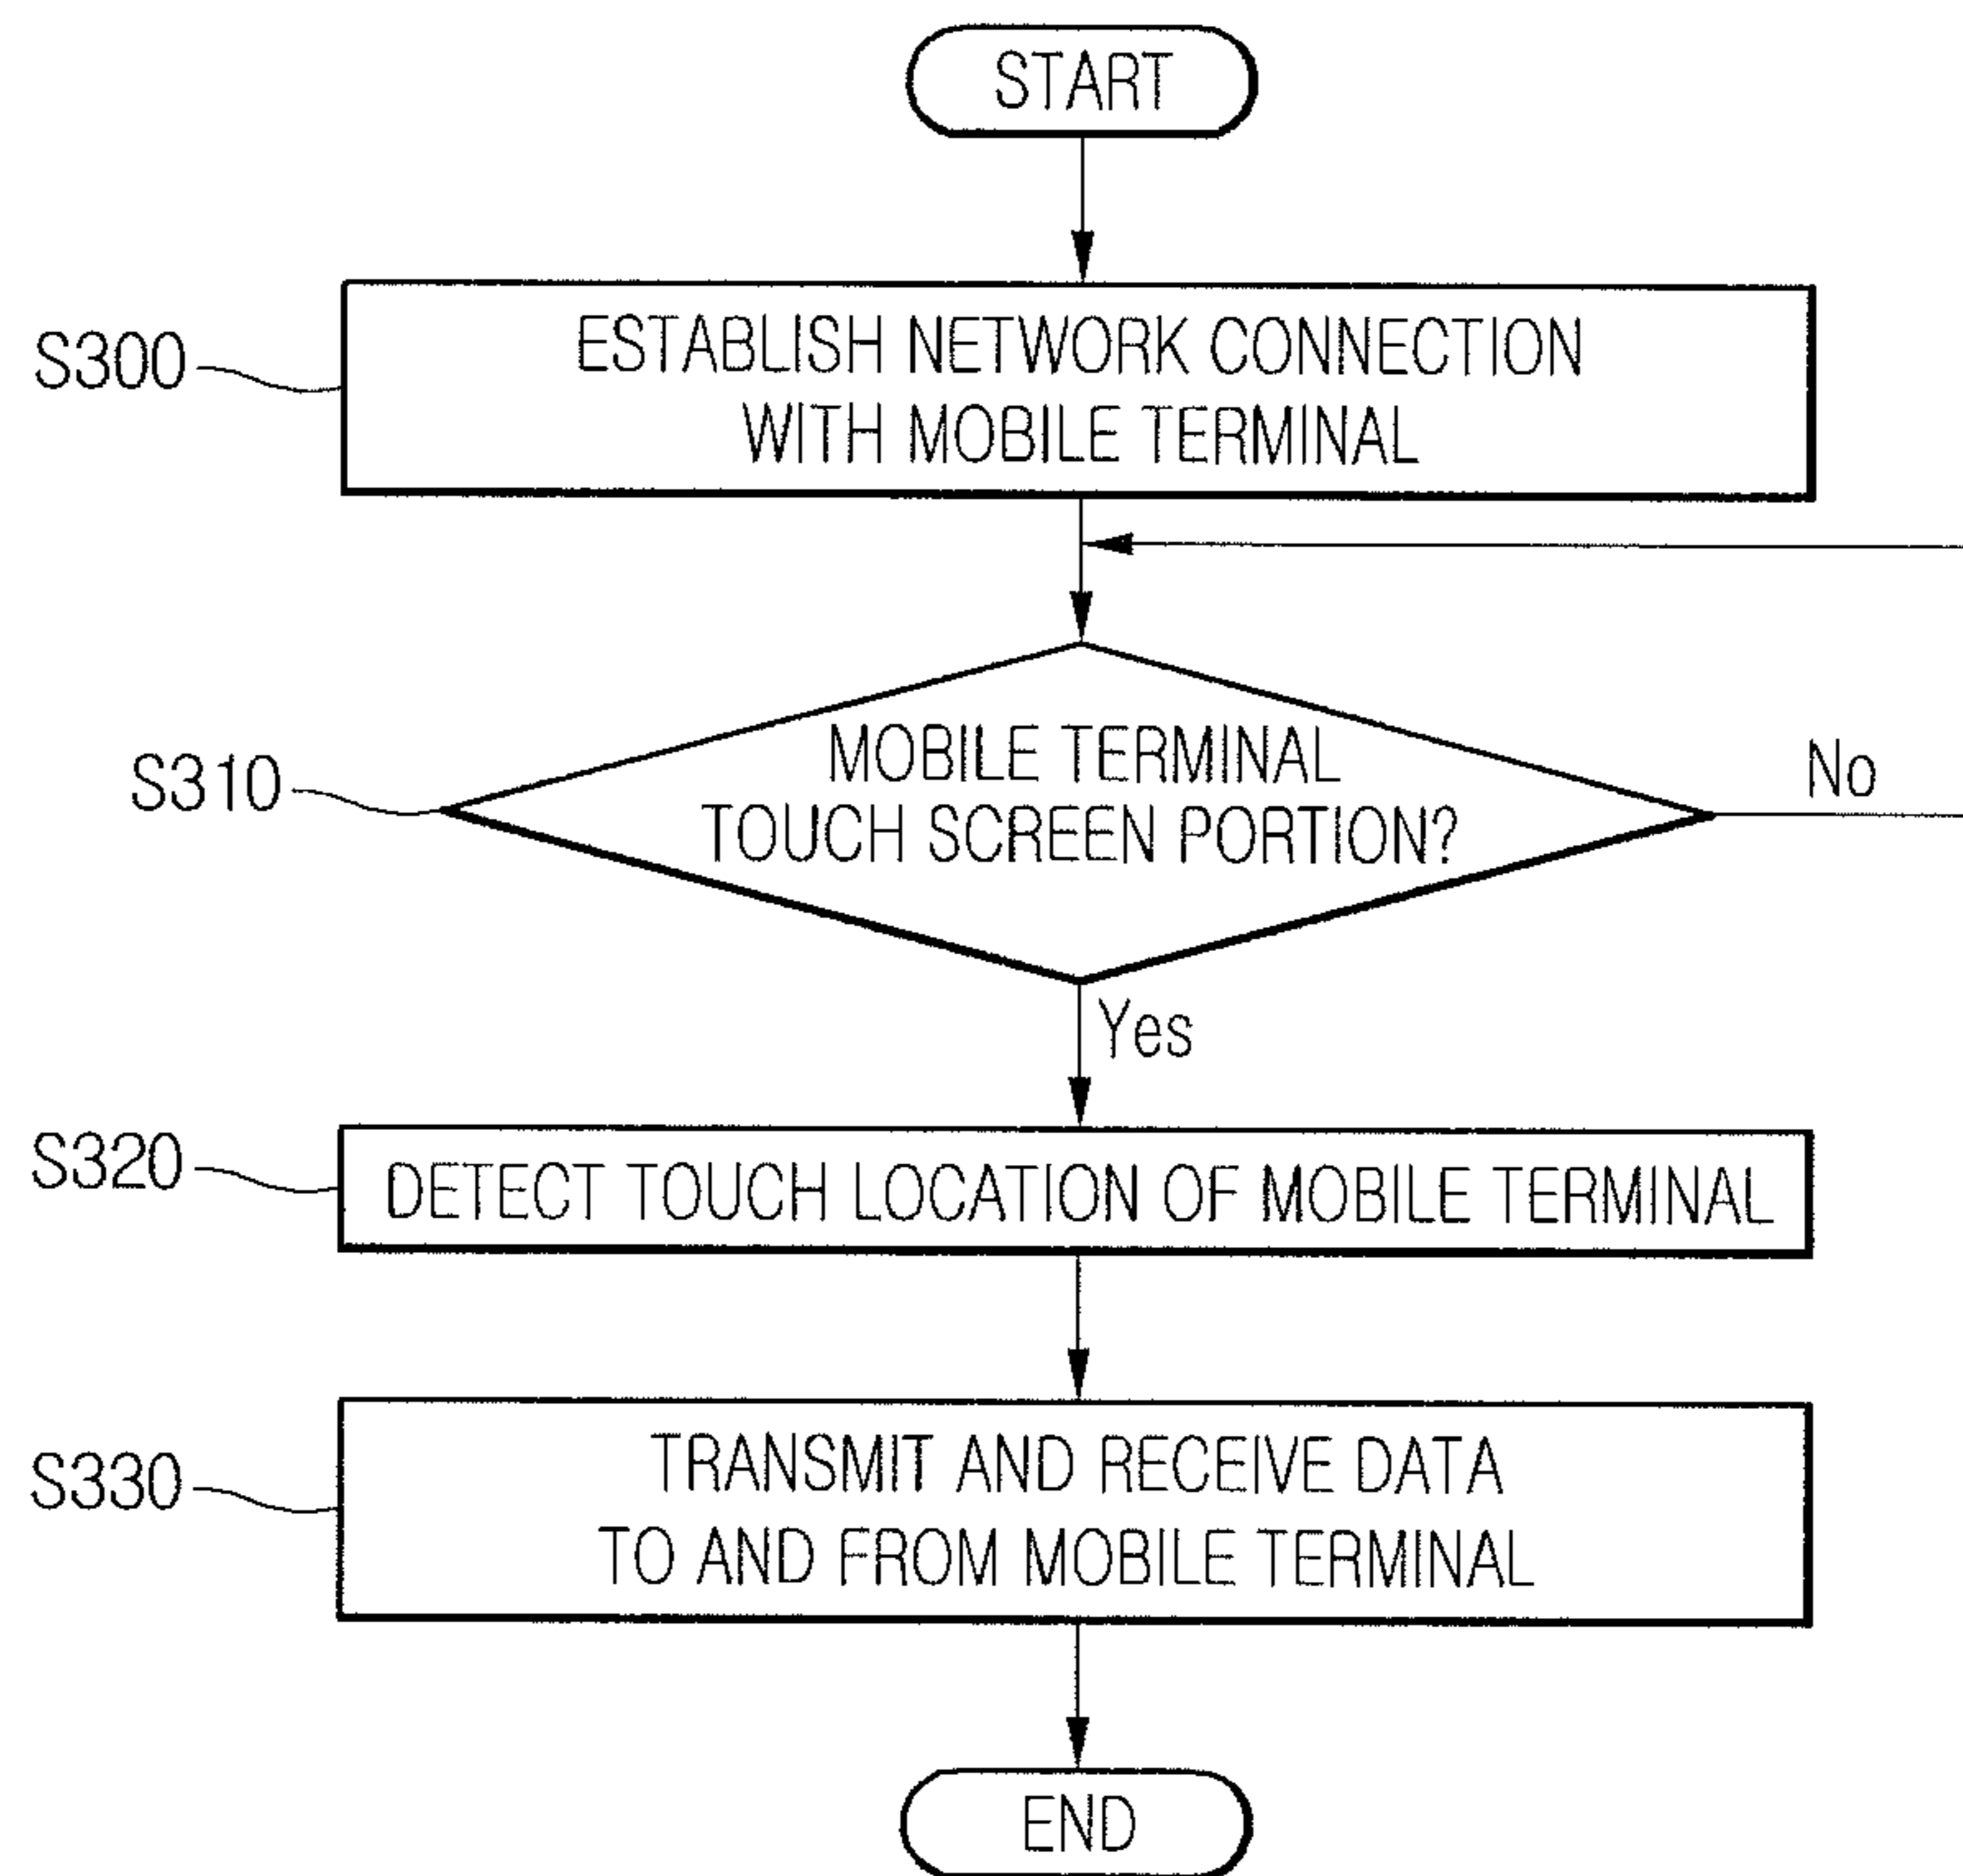 START
S300
ESTABLISH NETWORK CONNECTION
WITH MOBILE TERMINAL
S310
MOBILE TERMINAL
TOUCH SCREEN PORTION?
No
Yes
S320
DETECT TOUCH LOCATION OF MOBILE TERMINAL
S330
TRANSMIT AND RECEIVE DATA
TO AND FROM MOBILE TERMINAL
END